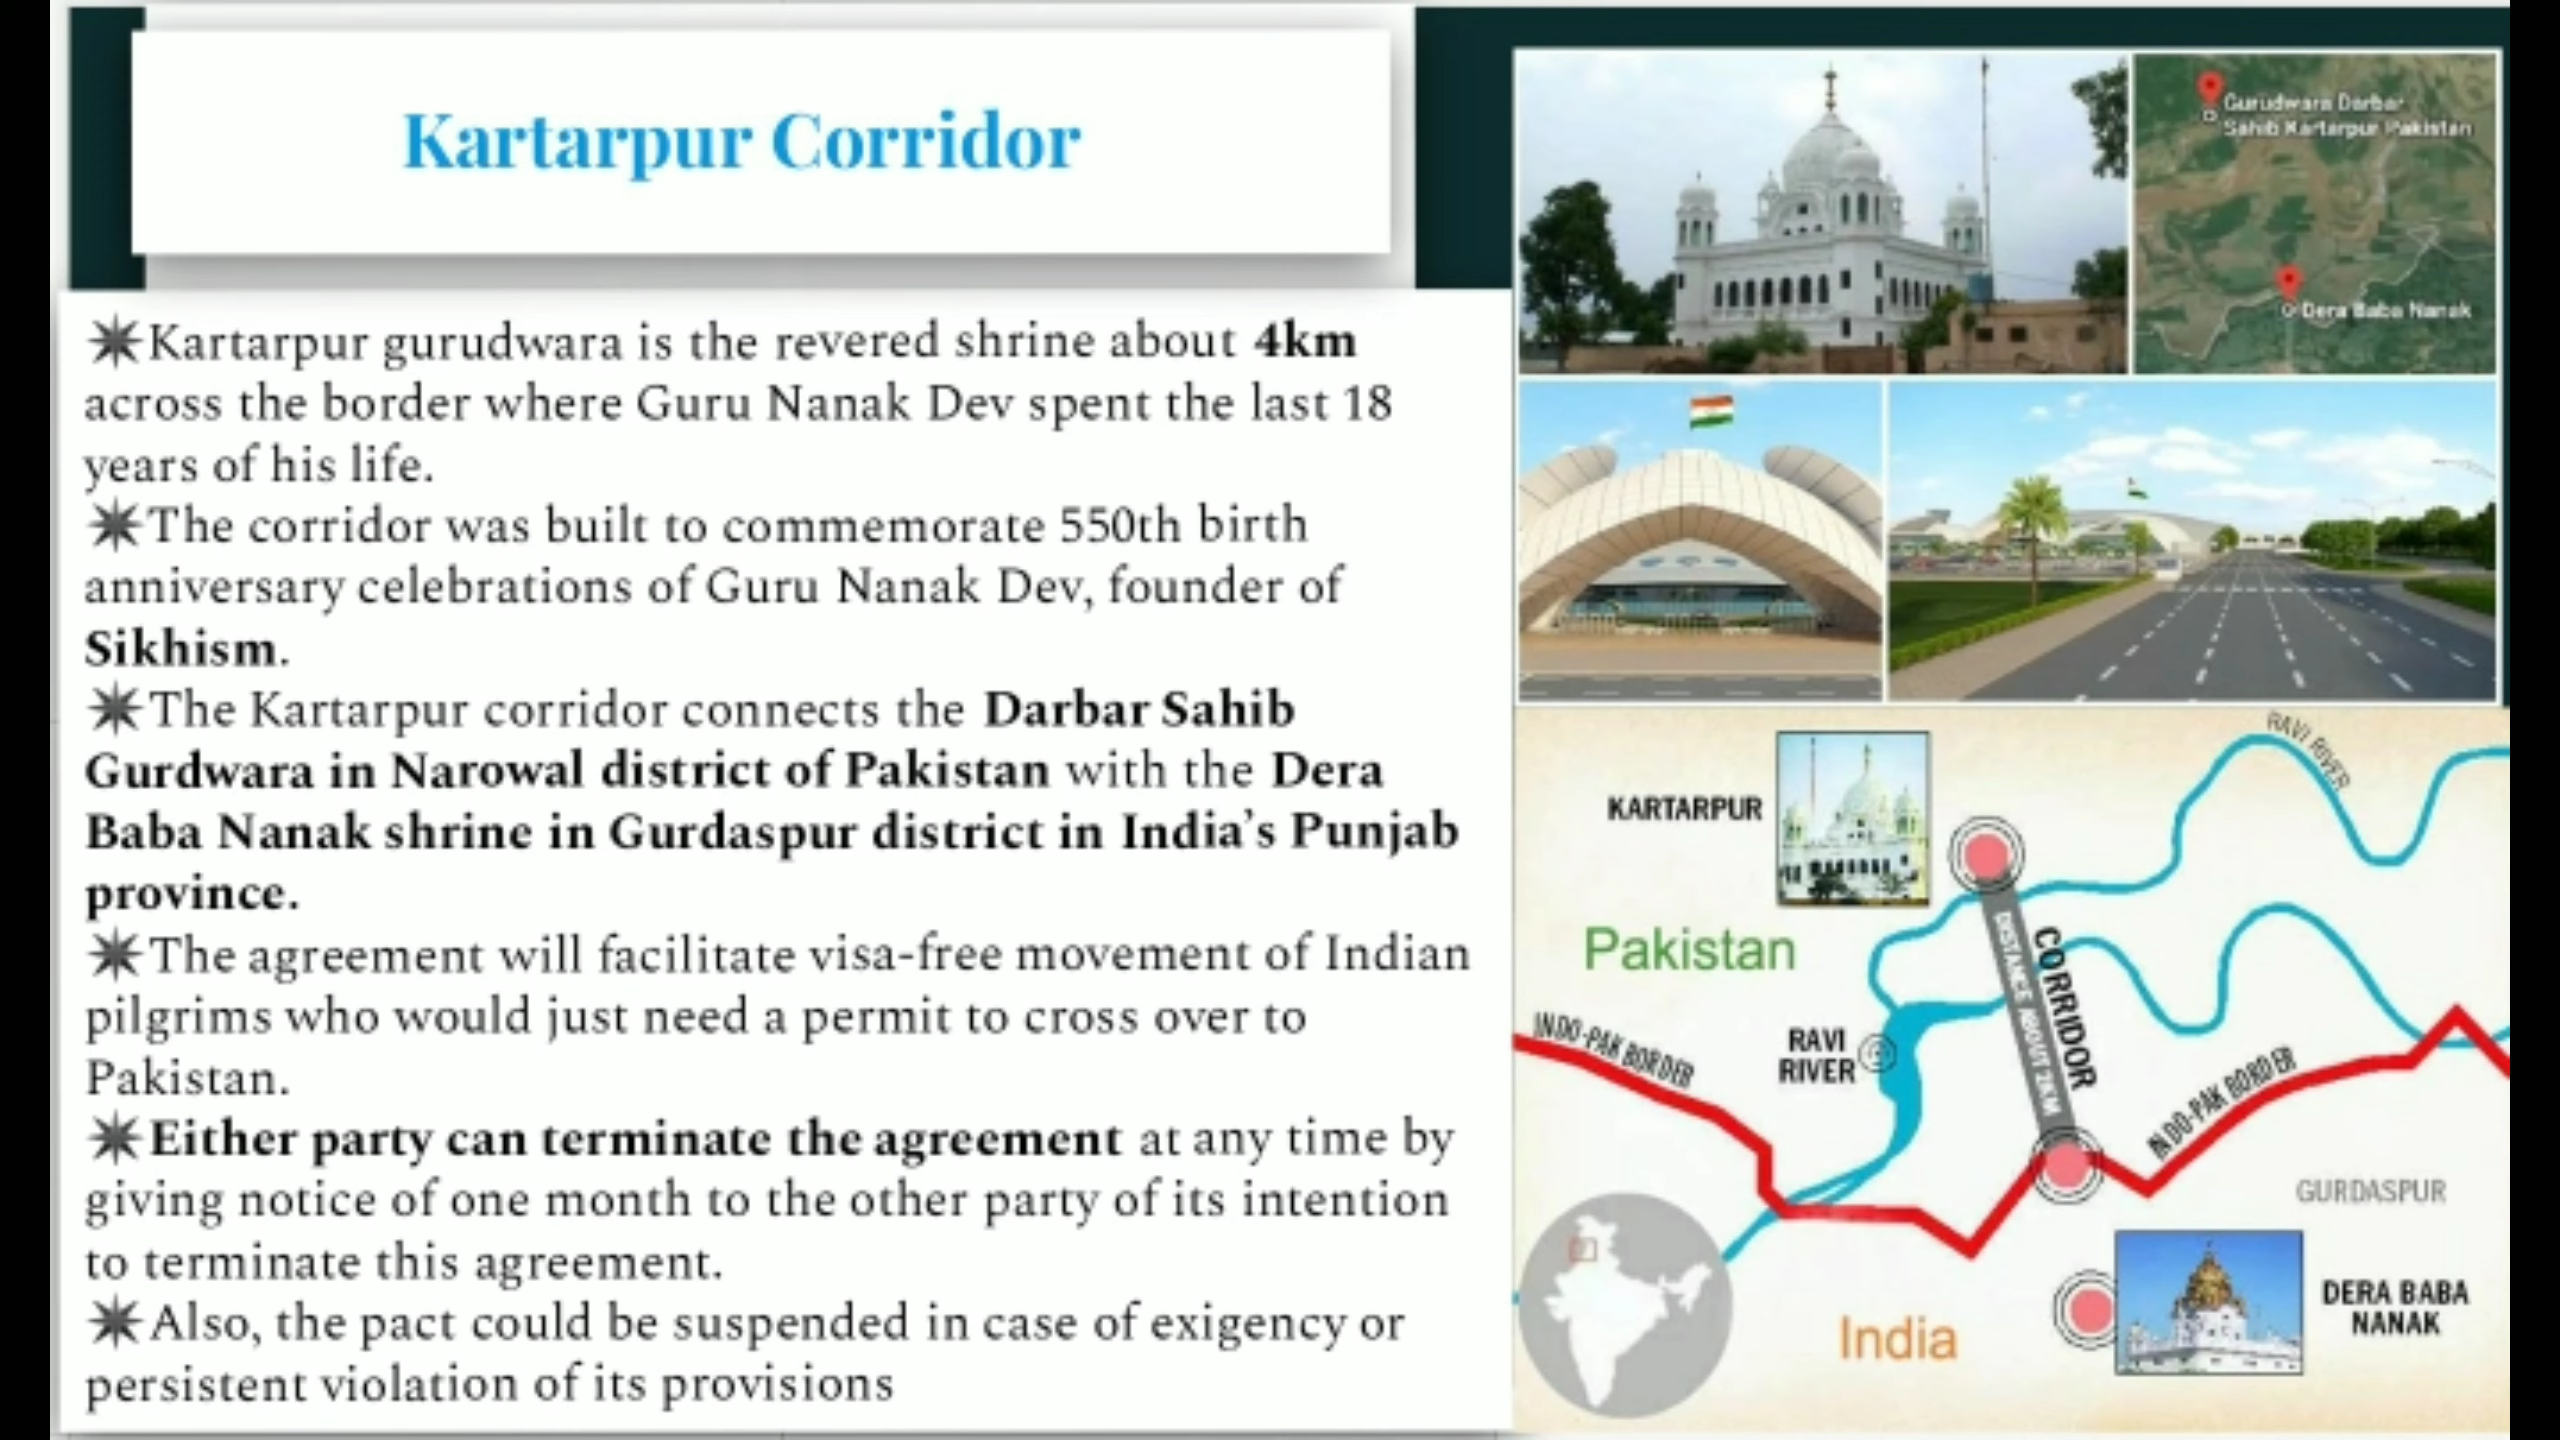 Kartarpur Corridor
✷Kartarpur gurudwara is the revered shrine about 4km
across the border where Guru Nanak Dev spent the last 18
years of his life.
✷The corridor was built to commemorate 550th birth
anniversary celebrations of Guru Nanak Dev, founder of
Sikhism.
✷The Kartarpur corridor connects the Darbar Sahib
Gurdwara in Narowal district of Pakistan with the Dera
Baba Nanak shrine in Gurdaspur district in India’s Punjab
province.
✷The agreement will facilitate visa-free movement of Indian
pilgrims who would just need a permit to cross over to
Pakistan.
✷Either party can terminate the agreement at any time by
giving notice of one month to the other party of its intention
to terminate this agreement.
✷Also, the pact could be suspended in case of exigency or
persistent violation of its provisions
Gurudwara Darbar
Sahib Kartarpur Pakistan
Dera Baba Nanak
RAVI RIVER
KARTARPUR
Pakistan
CORRIDOR
DISTANCE ABOUT 2KM
INDO-PAK BORDER
RAVI
RIVER
INDO-PAK BORDER
GURDASPUR
DERA BABA
NANAK
India